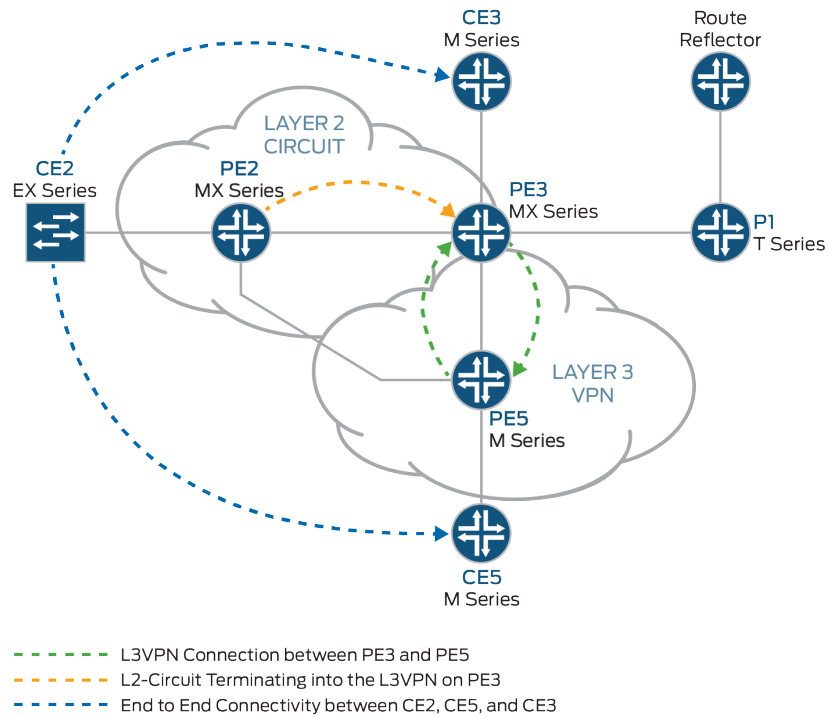 CE3
M Series
Route
Reflector
LAYER 2
CIRCUIT
CE2
EX Series
PE2
MX Series
PE3
MX Series
P1
T Series
LAYER 3
VPN
PE5
M Series
CE5
M Series
L3VPN Connection between PE3 and PE5
L2-Circuit Terminating into the L3VPN on PE3
End to End Connectivity between CE2, CE5, and CE3